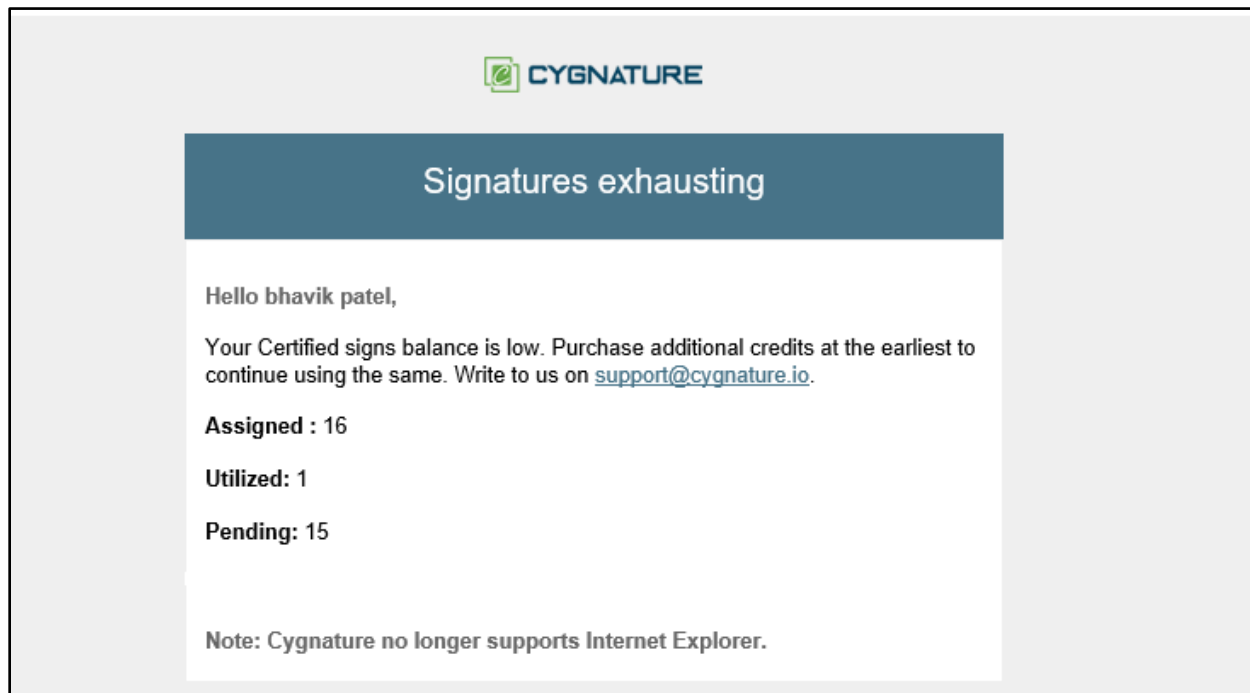 CYGNATURE
Signatures exhausting
Hello bhavik patel,
Your Certified signs balance is low. Purchase additional credits at the earliest to
continue using the same. Write to us on support@cygnature.io.
Assigned : 16
Utilized: 1
Pending: 15
Note: Cygnature no longer supports Internet Explorer.